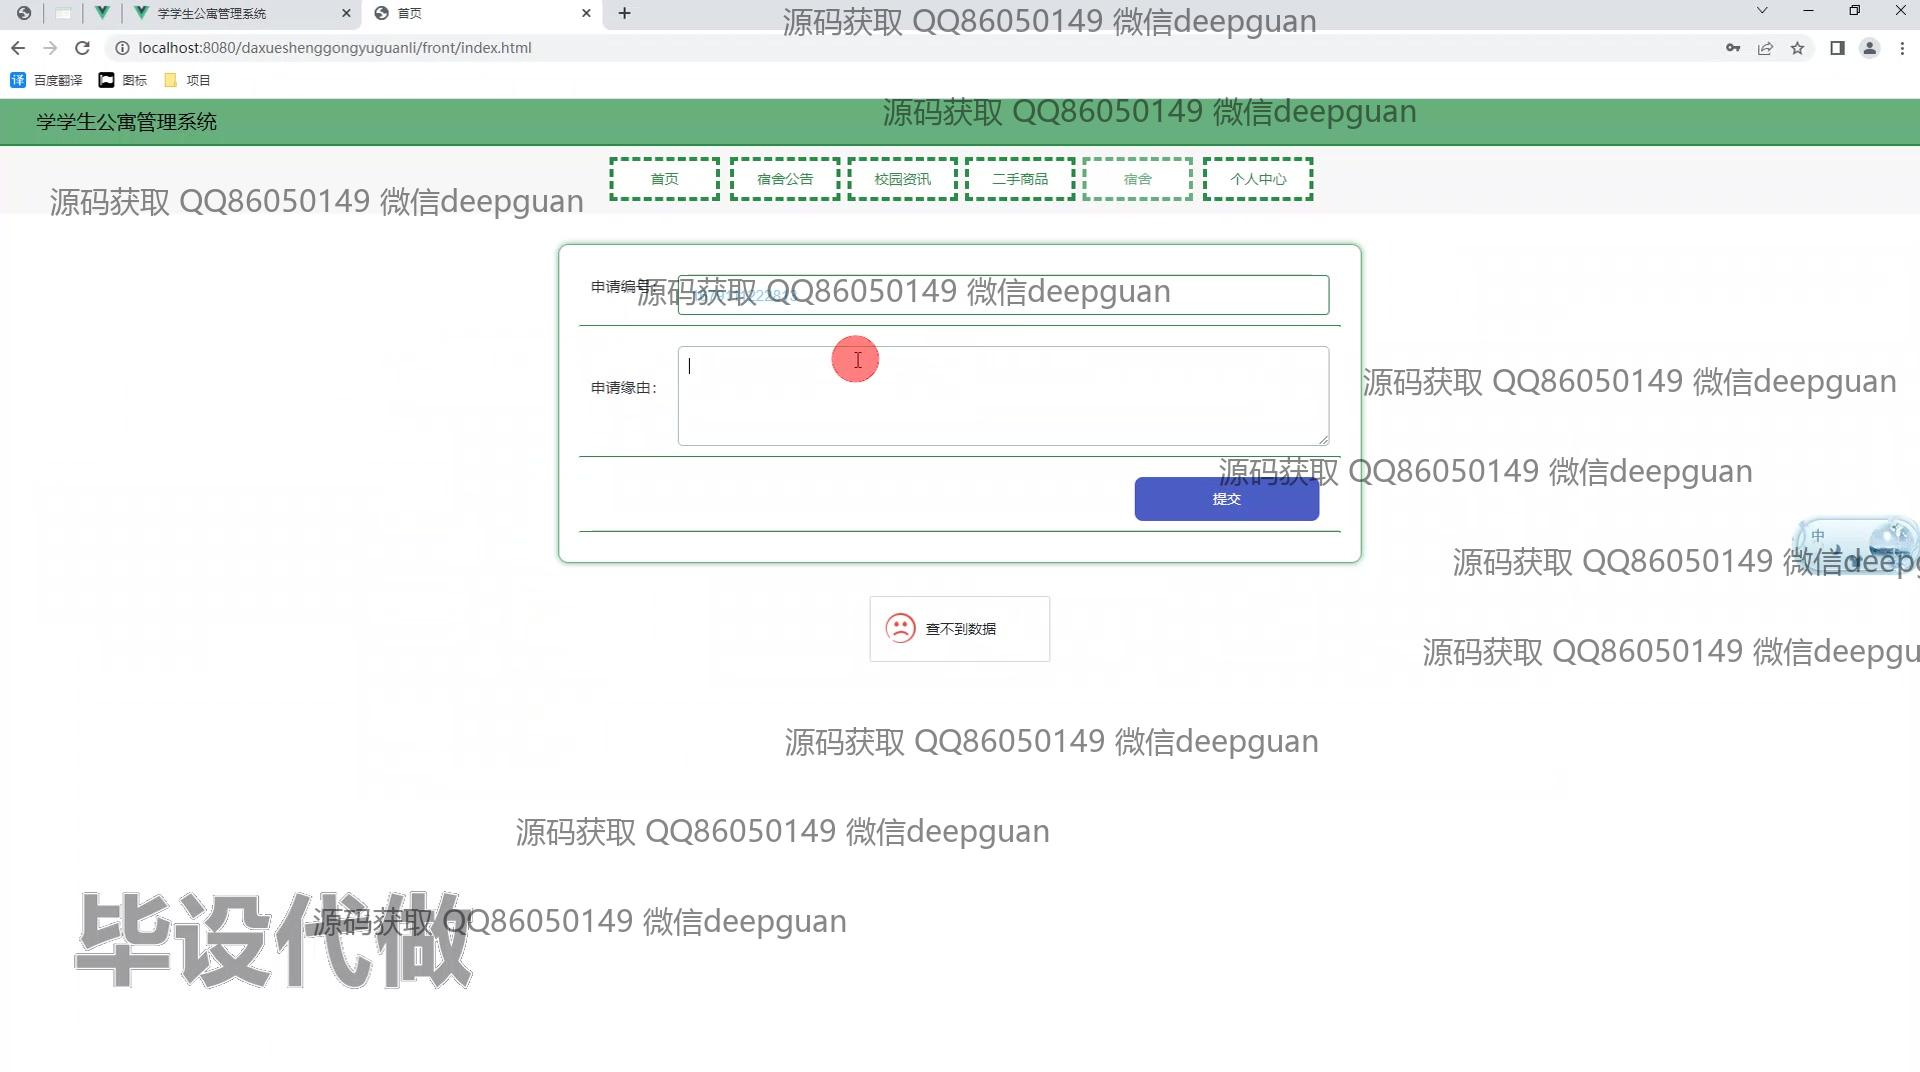 学学生公寓管理系统
首页
源码获取 QQ86050149 微信deepguan
localhost:8080/daxueshenggongyuguanli/front/index.html
百度翻译
图标
项目
学学生公寓管理系统
源码获取 QQ86050149 微信deepguan
首页
宿舍公告
校园资讯
二手商品
宿舍
个人中心
源码获取 QQ86050149 微信deepguan
申请编号：
源码获取 QQ86050149 微信deepguan
申请缘由：
源码获取 QQ86050149 微信deepguan
源码获取 QQ86050149 微信deepguan
提交
中
源码获取 QQ86050149 微信deepg
查不到数据
源码获取 QQ86050149 微信deepgu
源码获取 QQ86050149 微信deepguan
源码获取 QQ86050149 微信deepguan
源码获取 QQ86050149 微信deepguan
毕设代做